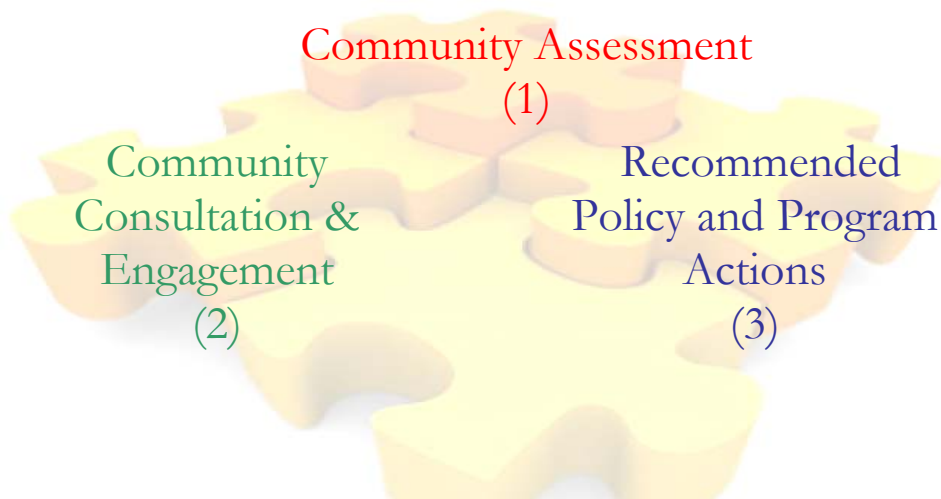 Community Assessment
(1)
Community
Consultation &
Engagement
(2)
Recommended
Policy and Program
Actions
(3)